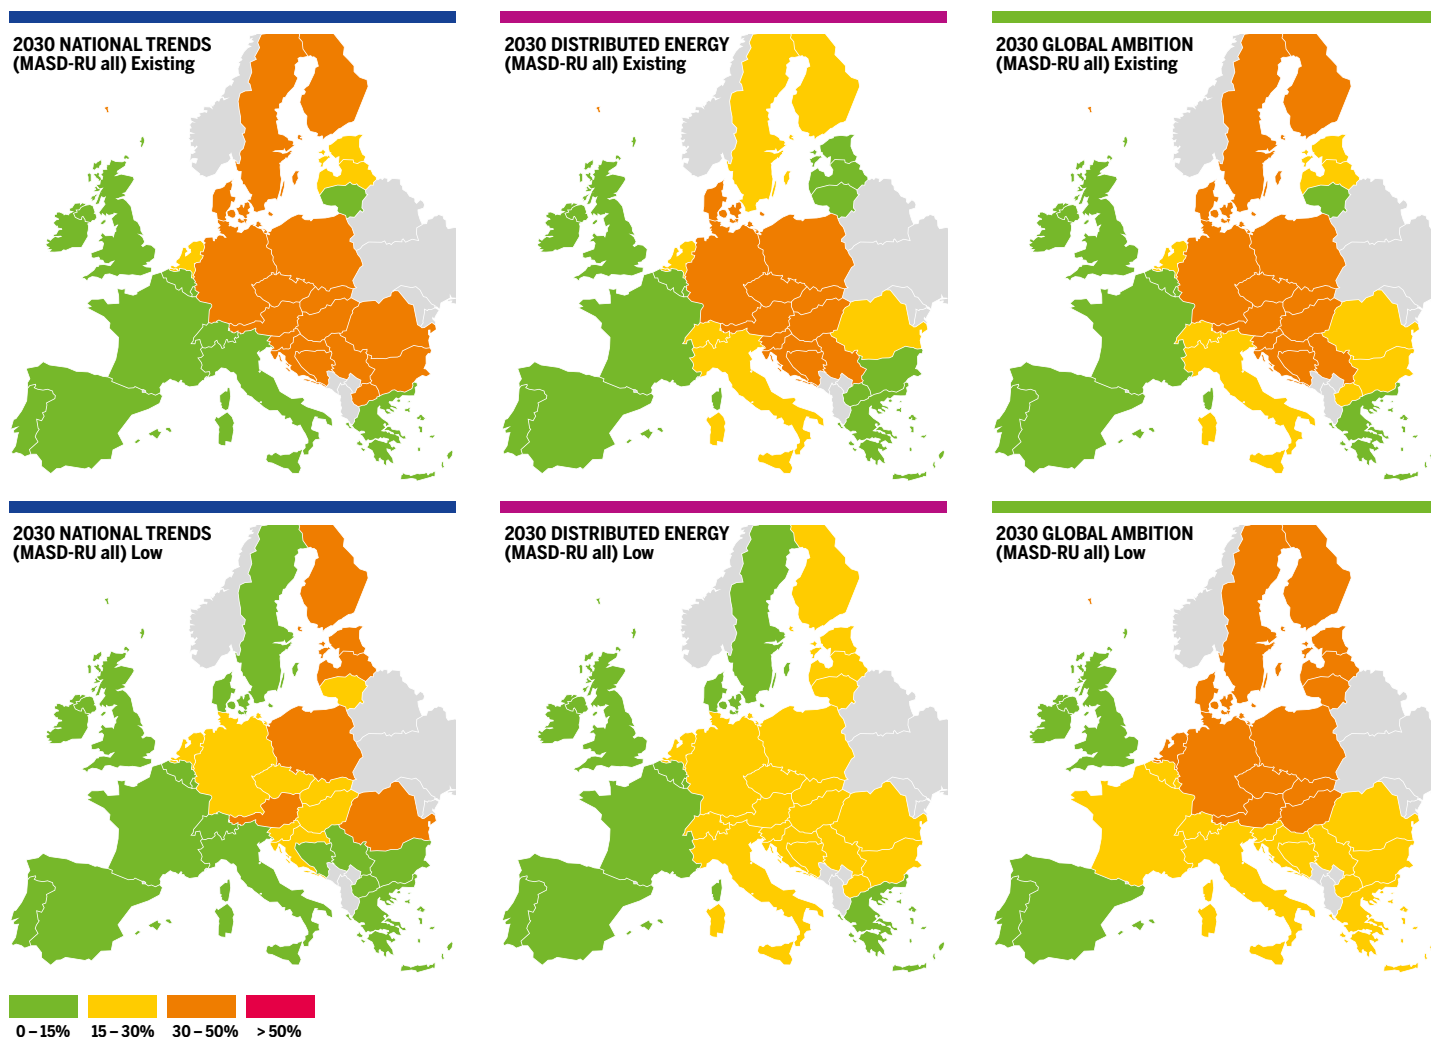 2030 NATIONAL TRENDS
(MASD-RU all) Existing
2030 DISTRIBUTED ENERGY
(MASD-RU all) Existing
2030 GLOBAL AMBITION
(MASD-RU all) Existing
2030 NATIONAL TRENDS
(MASD-RU all) Low
2030 DISTRIBUTED ENERGY
(MASD-RU all) Low
2030 GLOBAL AMBITION
(MASD-RU all) Low
0 – 15%
15 – 30%
30 – 50%
> 50%